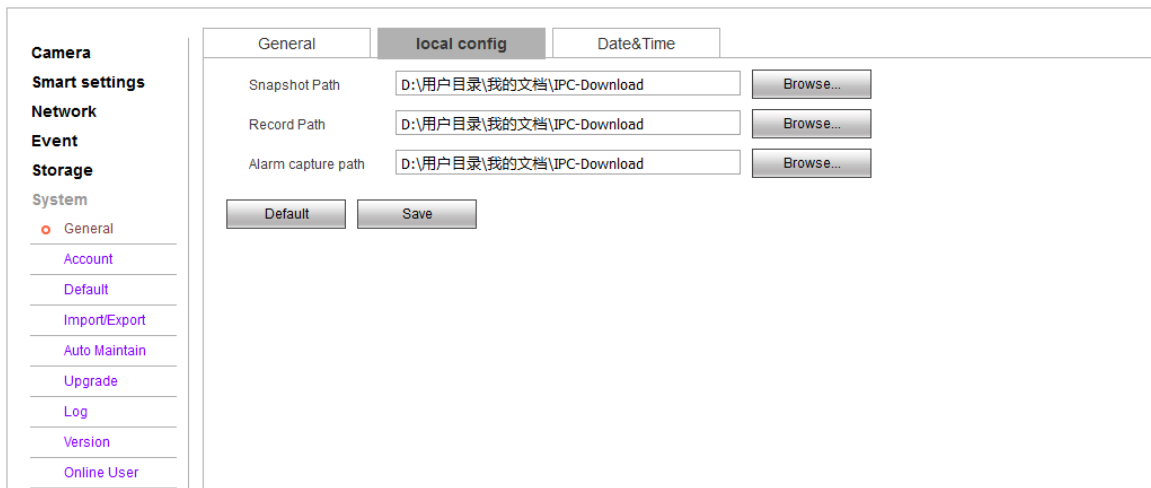 Camera
Smart settings
Network
Event
Storage
System
General
Account
Default
Import/Export
Auto Maintain
Upgrade
Log
Version
Online User
General local config Date&Time
Snapshot Path D:\用户目录\我的文档\IPC-Download Browse...
Record Path D:\用户目录\我的文档\IPC-Download Browse...
Alarm capture path D:\用户目录\我的文档\IPC-Download Browse...
Default Save